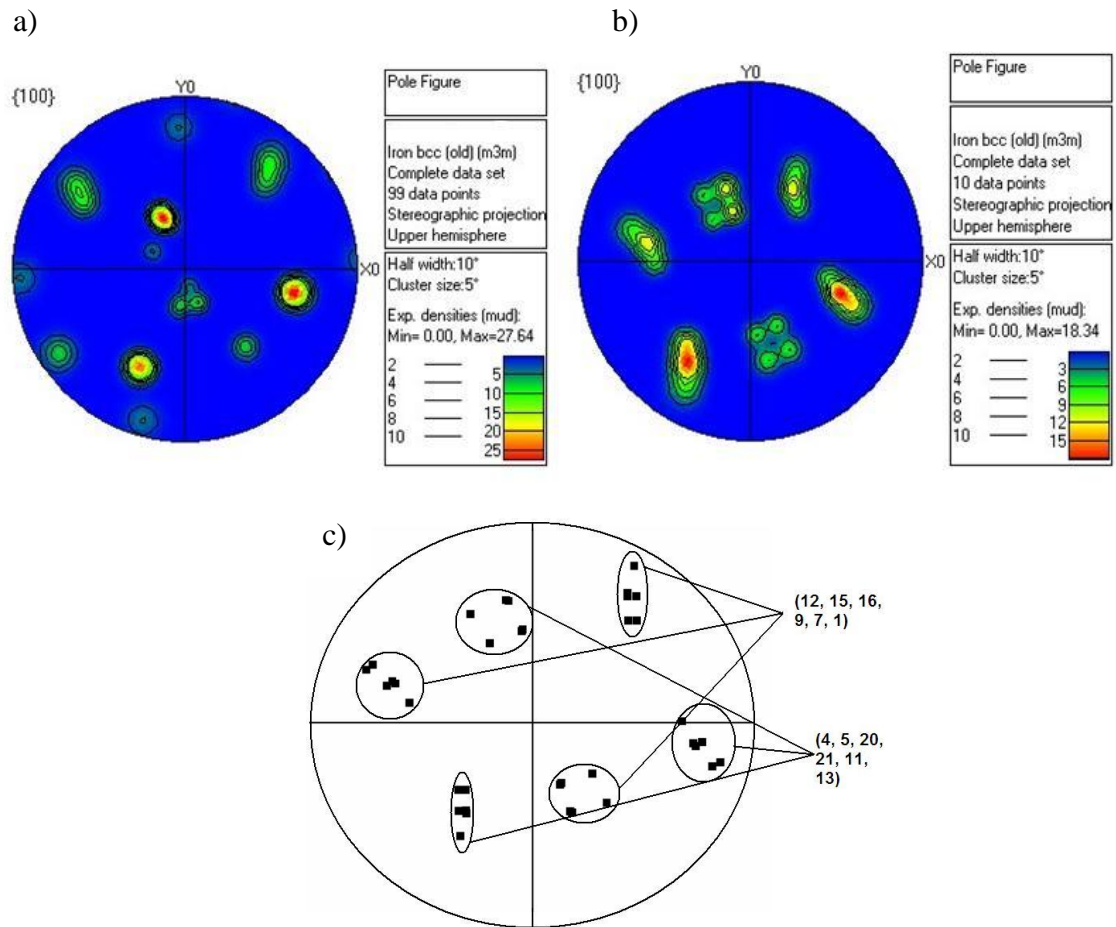 a)
{100}
Y0
X0
Pole Figure
Iron bcc (old) (m3m)
Complete data set
99 data points
Stereographic projection
Upper hemisphere
Half width:10°
Cluster size:5°
Exp. densities (mud):
Min= 0.00, Max=27.64
2
4
6
8
10
5
10
15
20
25
b)
{100}
Y0
X0
Pole Figure
Iron bcc (old) (m3m)
Complete data set
10 data points
Stereographic projection
Upper hemisphere
Half width:10°
Cluster size:5°
Exp. densities (mud):
Min= 0.00, Max=18.34
2
4
6
8
10
3
6
9
12
15
c)
(12, 15, 16,
9, 7, 1)
(4, 5, 20,
21, 11,
13)